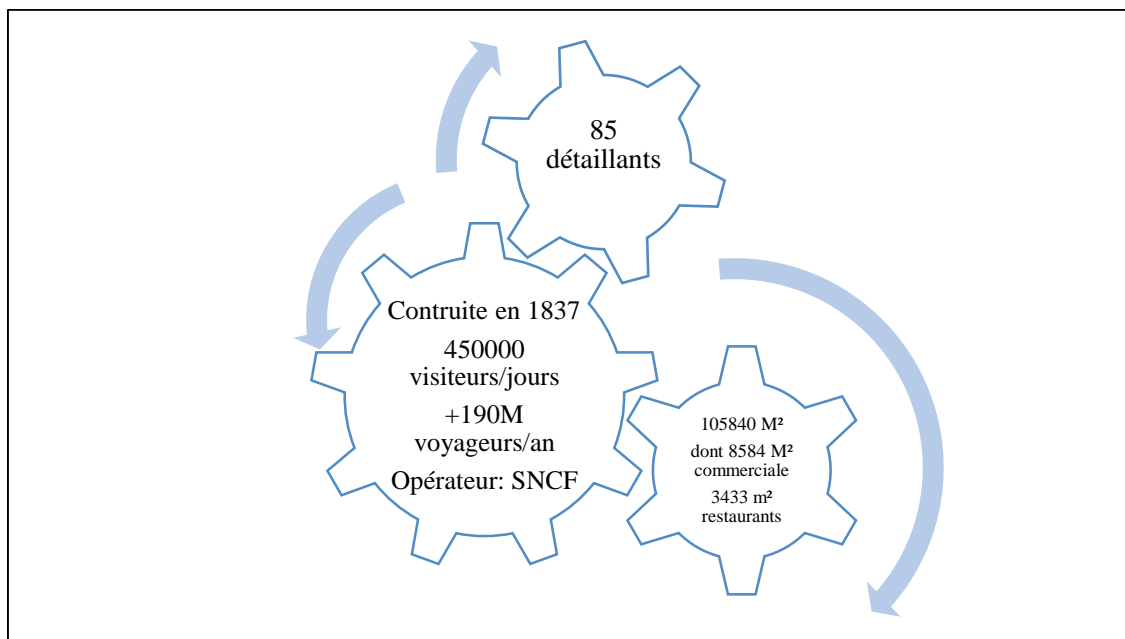 85
détaillants
Contruite en 1837
450000
visiteurs/jours
+190M
voyageurs/an
Opérateur: SNCF
105840 M²
dont 8584 M²
commerciale
3433 m²
restaurants